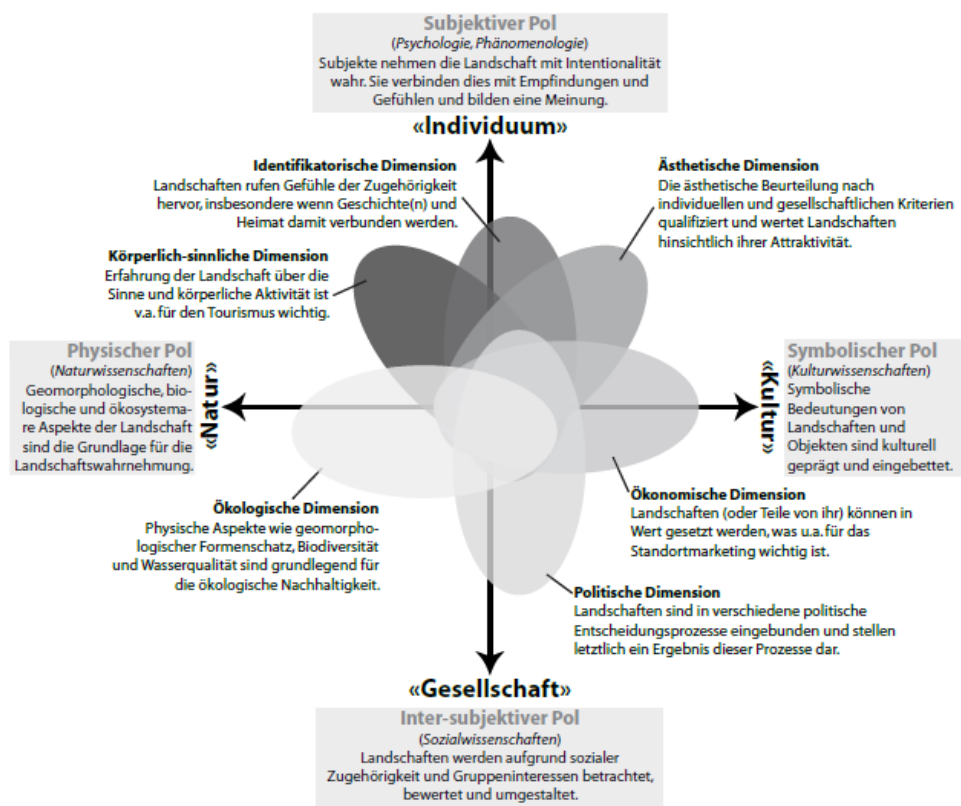 Subjektiver Pol
(Psychologie, Phänomenologie)
Subjekte nehmen die Landschaft mit Intentionalität
wahr. Sie verbinden dies mit Empfindungen und
Gefühlen und bilden eine Meinung.
«Individuum»
Identifikatorische Dimension
Landschaften rufen Gefühle der Zugehörigkeit
hervor, insbesondere wenn Geschichte(n) und
Heimat damit verbunden werden.
Ästhetische Dimension
Die ästhetische Beurteilung nach
individuellen und gesellschaftlichen Kriterien
qualifiziert und wertet Landschaften
hinsichtlich ihrer Attraktivität.
Körperlich-sinnliche Dimension
Erfahrung der Landschaft über die
Sinne und körperliche Aktivität ist
v.a. für den Tourismus wichtig.
Physischer Pol
(Naturwissenschaften)
Geomorphologische, bio-
logische und ökosystema-
re Aspekte der Landschaft
sind die Grundlage für die
Landschaftswahrnehmung.
«Natur»
«Kultur»
Symbolischer Pol
(Kulturwissenschaften)
Symbolische
Bedeutungen von
Landschaften und
Objekten sind kulturell
geprägt und eingebettet.
Ökologische Dimension
Physische Aspekte wie geomorpho-
logischer Formenschatz, Biodiversität
und Wasserqualität sind grundlegend für
die ökologische Nachhaltigkeit.
Ökonomische Dimension
Landschaften (oder Teile von ihr) können in
Wert gesetzt werden, was u.a. für das
Standortmarketing wichtig ist.
Politische Dimension
Landschaften sind in verschiedene politische
Entscheidungsprozesse eingebunden und stellen
letztlich ein Ergebnis dieser Prozesse dar.
«Gesellschaft»
Inter-subjektiver Pol
(Sozialwissenschaften)
Landschaften werden aufgrund sozialer
Zugehörigkeit und Gruppeninteressen betrachtet,
bewertet und umgestaltet.